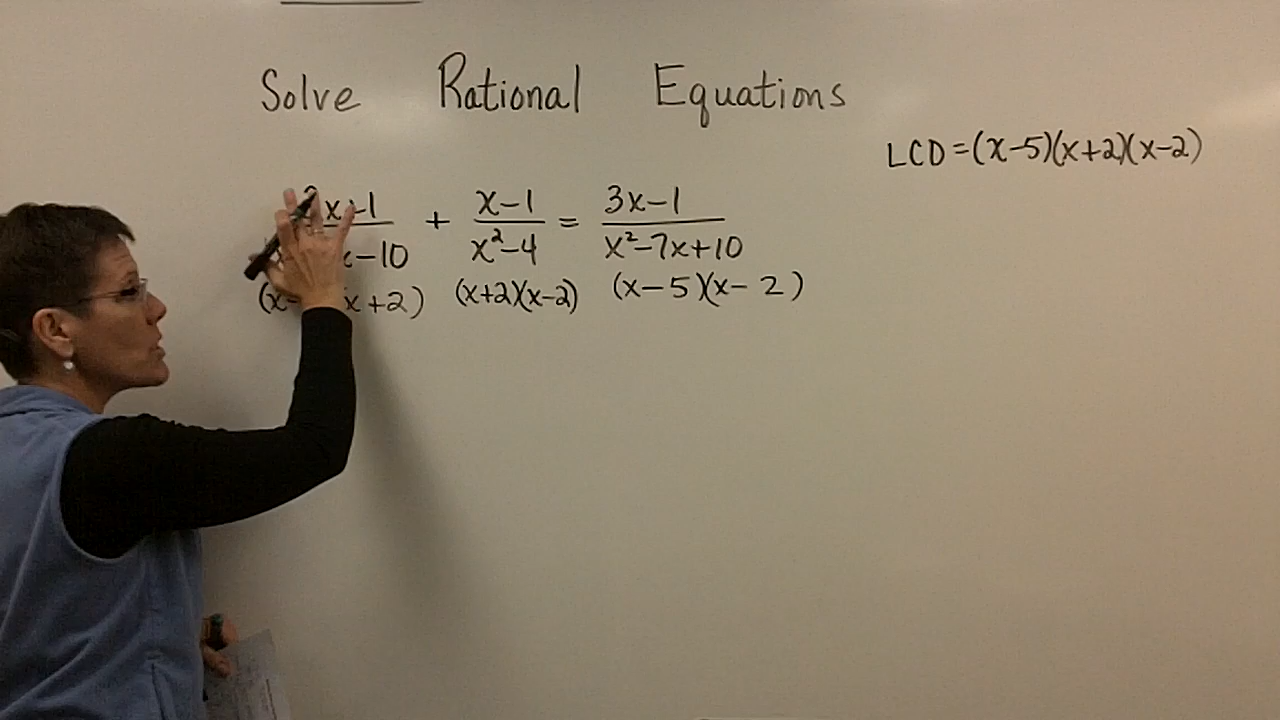 Solve Rational Equations
LCD=(x-5)(x+2)(x-2)
x-1 + x-1 = 3x-1
x-10 x²-4 x²-7x+10
(x- x+2) (x+2)(x-2) (x-5)(x-2)